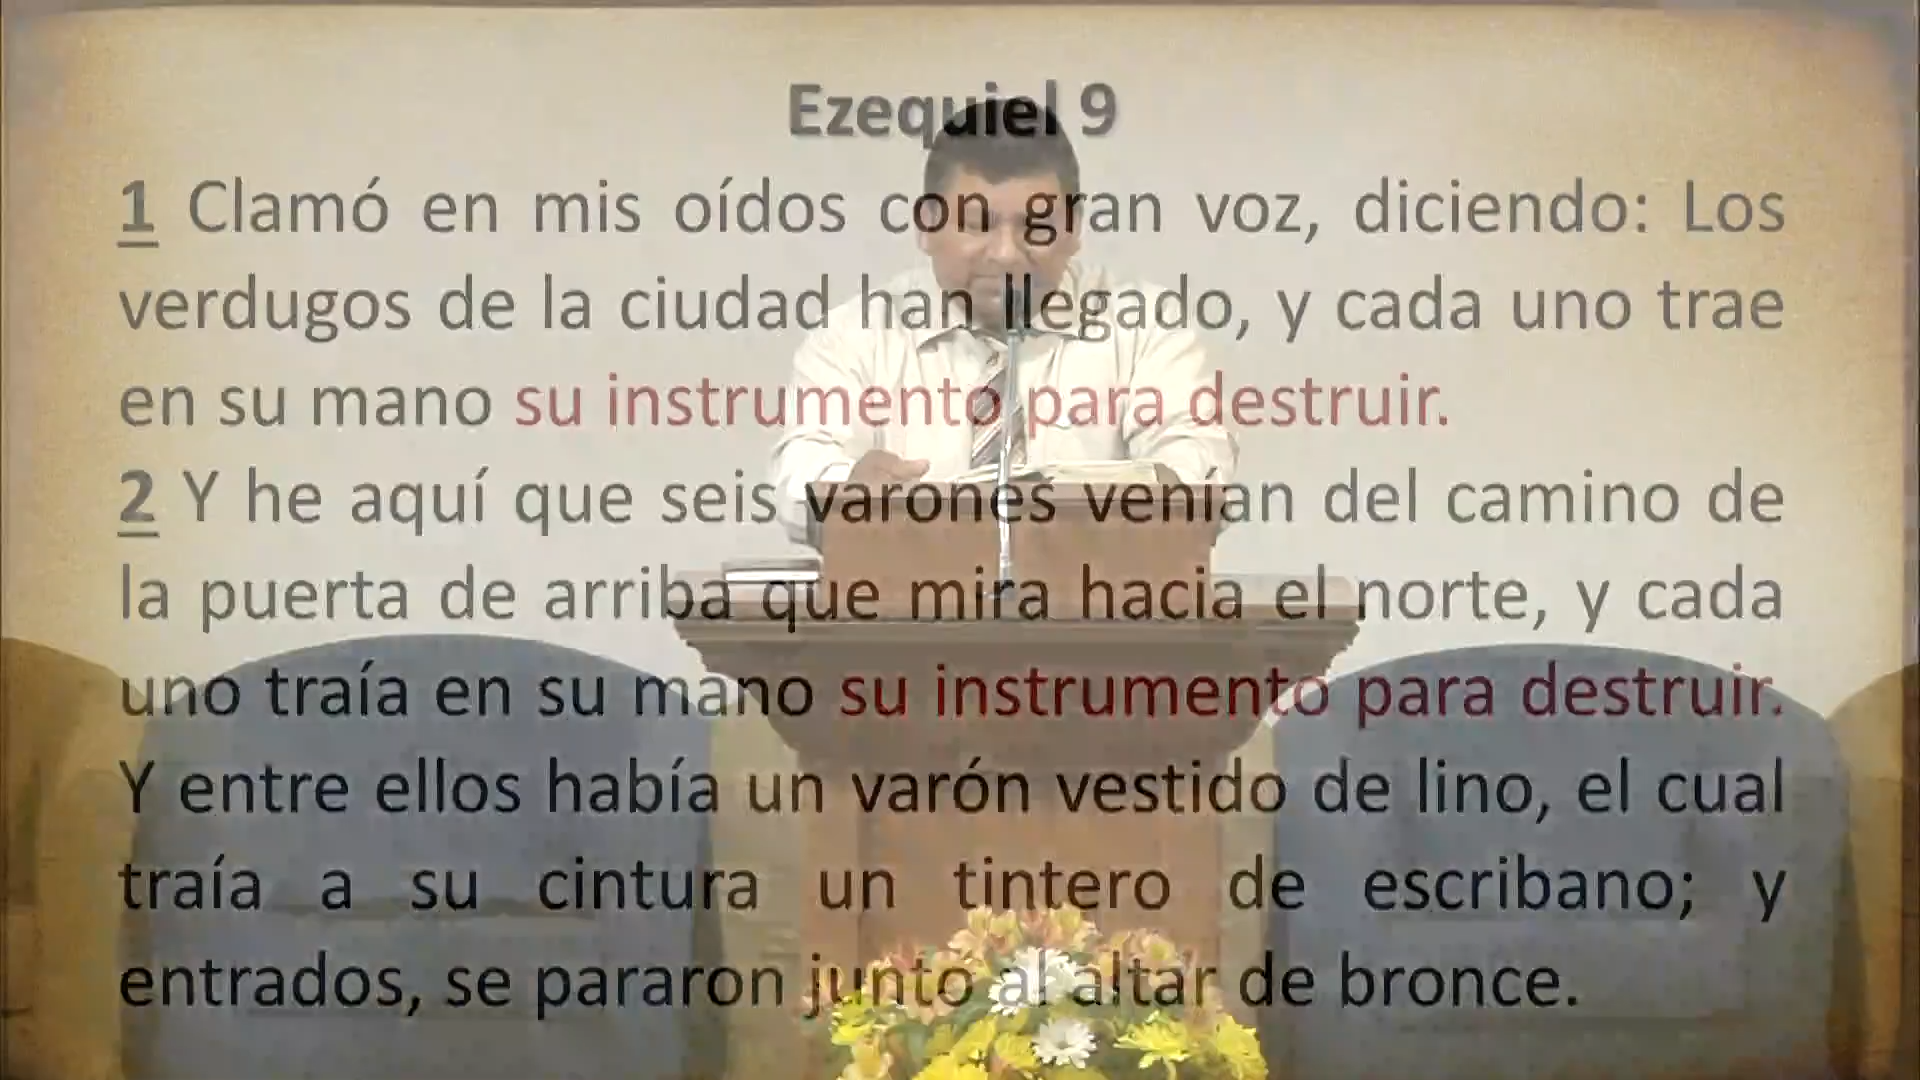 Ezequiel 9
1 Clamó en mis oídos con gran voz, diciendo: Los
verdugos de la ciudad han llegado, y cada uno trae
en su mano su instrumento para destruir.
2 Y he aquí que seis varones venían del camino de
la puerta de arriba que mira hacia el norte, y cada
uno traía en su mano su instrumento para destruir.
Y entre ellos había un varón vestido de lino, el cual
traía a su cintura un tintero de escribano; y
entrados, se pararon junto al altar de bronce.